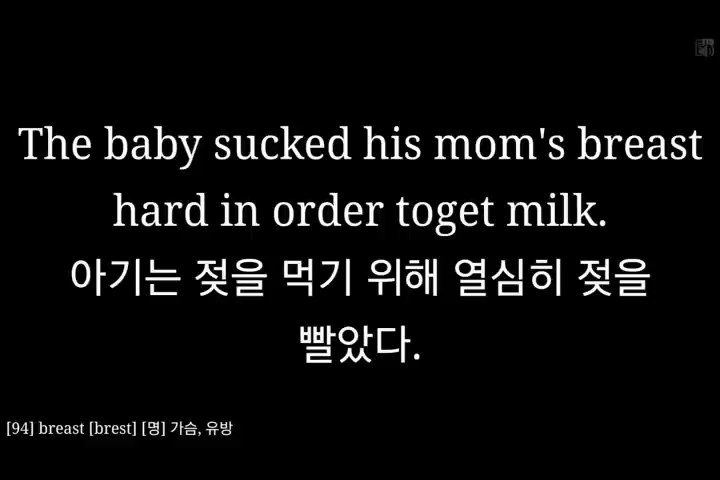 The baby sucked his mom's breast
hard in order toget milk.
아기는 젖을 먹기 위해 열심히 젖을
빨았다.
[94] breast [brest] [명] 가슴, 유방